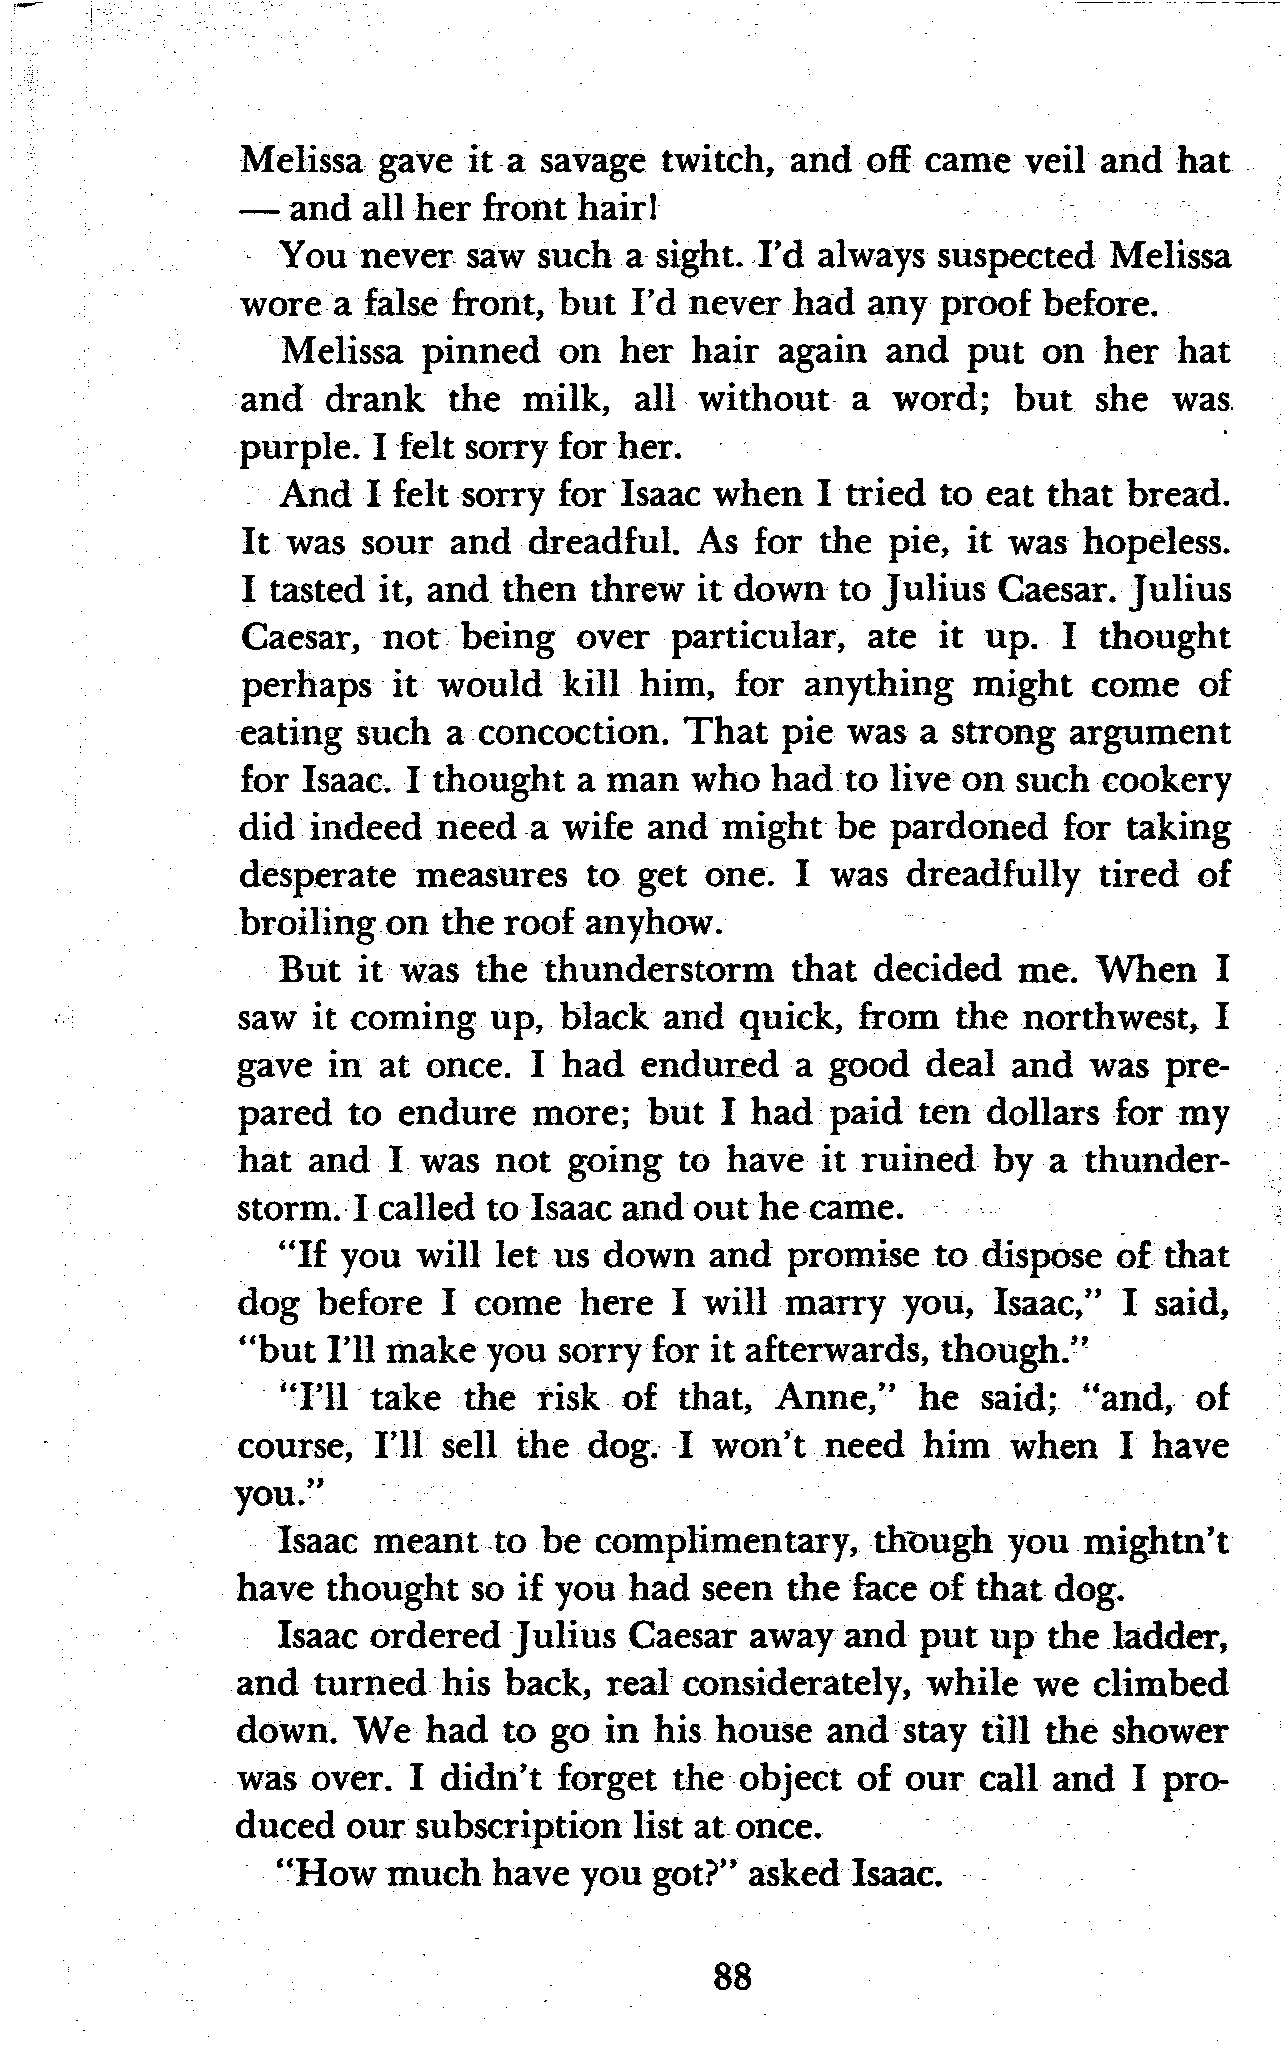 Melissa gave it a savage twitch, and off came veil and hat
— and all her front hair!
You never saw such a sight. I'd always suspected Melissa
wore a false front, but I'd never had any proof before.
Melissa pinned on her hair again and put on her hat
and drank the milk, all without a word; but she was
purple. I felt sorry for her.
And I felt sorry for Isaac when I tried to eat that bread.
It was sour and dreadful. As for the pie, it was hopeless.
I tasted it, and then threw it down to Julius Caesar. Julius
Caesar, not being over particular, ate it up. I thought
perhaps it would kill him, for anything might come of
eating such a concoction. That pie was a strong argument
for Isaac. I thought a man who had to live on such cookery
did indeed need a wife and might be pardoned for taking
desperate measures to get one. I was dreadfully tired of
broiling on the roof anyhow.
But it was the thunderstorm that decided me. When I
saw it coming up, black and quick, from the northwest, I
gave in at once. I had endured a good deal and was pre-
pared to endure more; but I had paid ten dollars for my
hat and I was not going to have it ruined by a thunder-
storm. I called to Isaac and out he came.
"If you will let us down and promise to dispose of that
dog before I come here I will marry you, Isaac," I said,
"but I'll make you sorry for it afterwards, though."
"I'll take the risk of that, Anne," he said; "and, of
course, I'll sell the dog. I won't need him when I have
you."
Isaac meant to be complimentary, though you mightn't
have thought so if you had seen the face of that dog.
Isaac ordered Julius Caesar away and put up the ladder,
and turned his back, real considerately, while we climbed
down. We had to go in his house and stay till the shower
was over. I didn't forget the object of our call and I pro-
duced our subscription list at once.
"How much have you got?" asked Isaac.
88